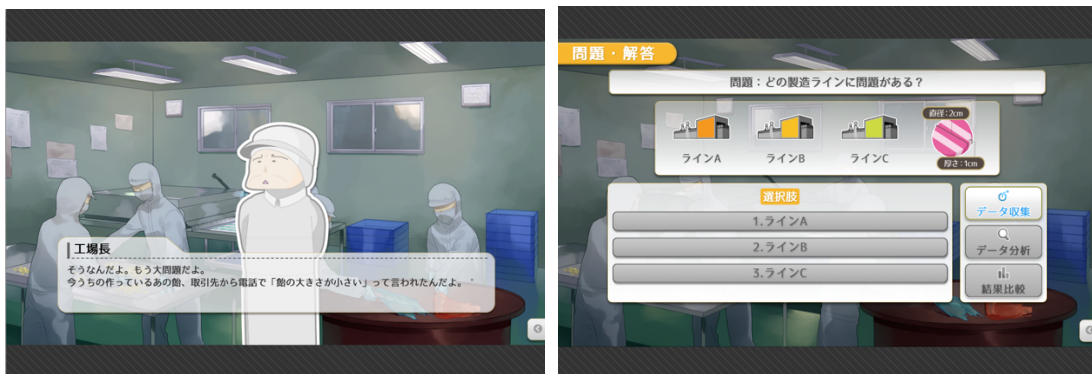 工場長
そうなんだよ。もう大問題だよ。
今うちの作っているあの飴、取引先から電話で「飴の大きさが小さい」って言われたんだよ。
問題・解答
問題：どの製造ラインに問題がある？
直径:2cm
ラインA
ラインB
ラインC
厚さ:1cm
選択肢
1.ラインA
2.ラインB
3.ラインC
データ収集
データ分析
結果比較